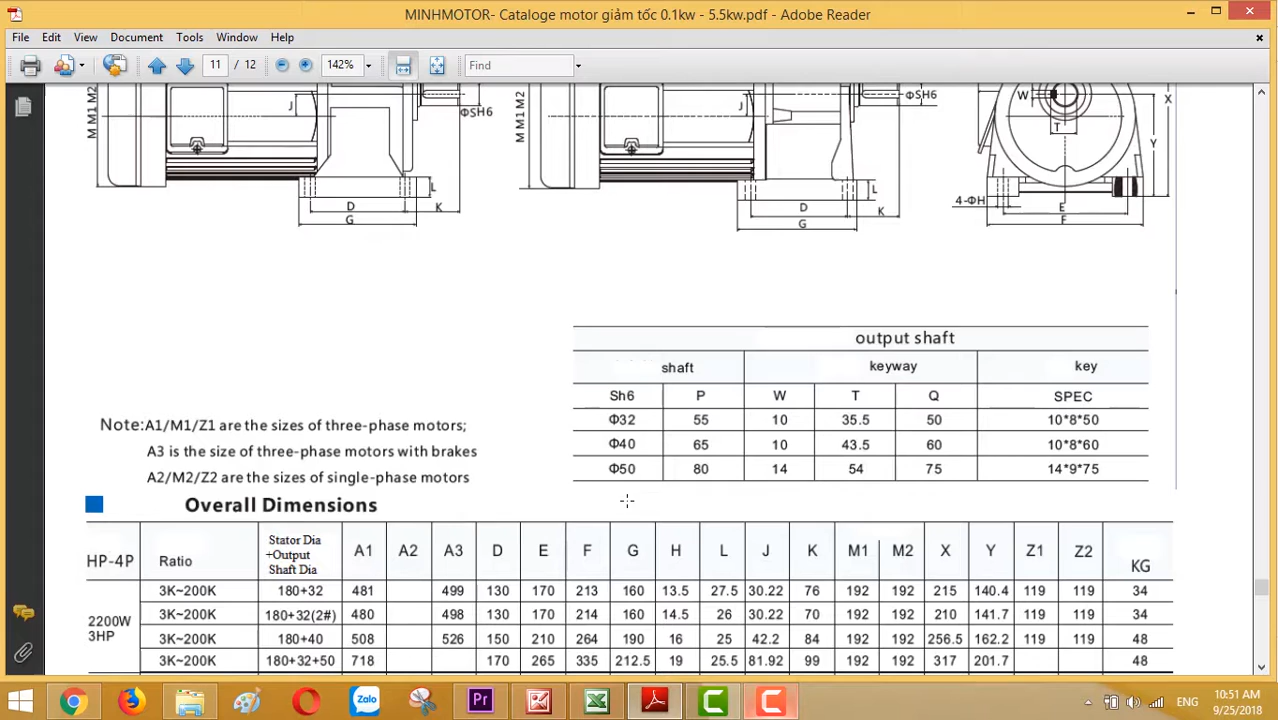 MINHMOTOR- Cataloge motor giảm tốc 0.1kw - 5.5kw.pdf - Adobe Reader
File Edit View Document Tools Window Help
11 / 12 142% Find
M M1 M2 J ΦSH6 M M1 M2 J ΦSH6 W X
T Y
L L 4-ΦH
D K D K E
G G F
output shaft
shaft keyway key
Sh6 P W T Q SPEC
Φ32 55 10 35.5 50 10*8*50
Φ40 65 10 43.5 60 10*8*60
Φ50 80 14 54 75 14*9*75
Note:A1/M1/Z1 are the sizes of three-phase motors;
A3 is the size of three-phase motors with brakes
A2/M2/Z2 are the sizes of single-phase motors
Overall Dimensions
HP-4P Ratio Stator Dia +Output Shaft Dia A1 A2 A3 D E F G H L J K M1 M2 X Y Z1 Z2 KG
2200W 3HP
3K~200K 180+32 481 499 130 170 213 160 13.5 27.5 30.22 76 192 192 215 140.4 119 119 34
3K~200K 180+32(2#) 480 498 130 170 214 160 14.5 26 30.22 70 192 192 210 141.7 119 119 34
3K~200K 180+40 508 526 150 210 264 190 16 25 42.2 84 192 192 256.5 162.2 119 119 48
3K~200K 180+32+50 718 170 265 335 212.5 19 25.5 81.92 99 192 192 317 201.7 48
Zalo Pr C C ENG 10:51 AM
9/25/2018